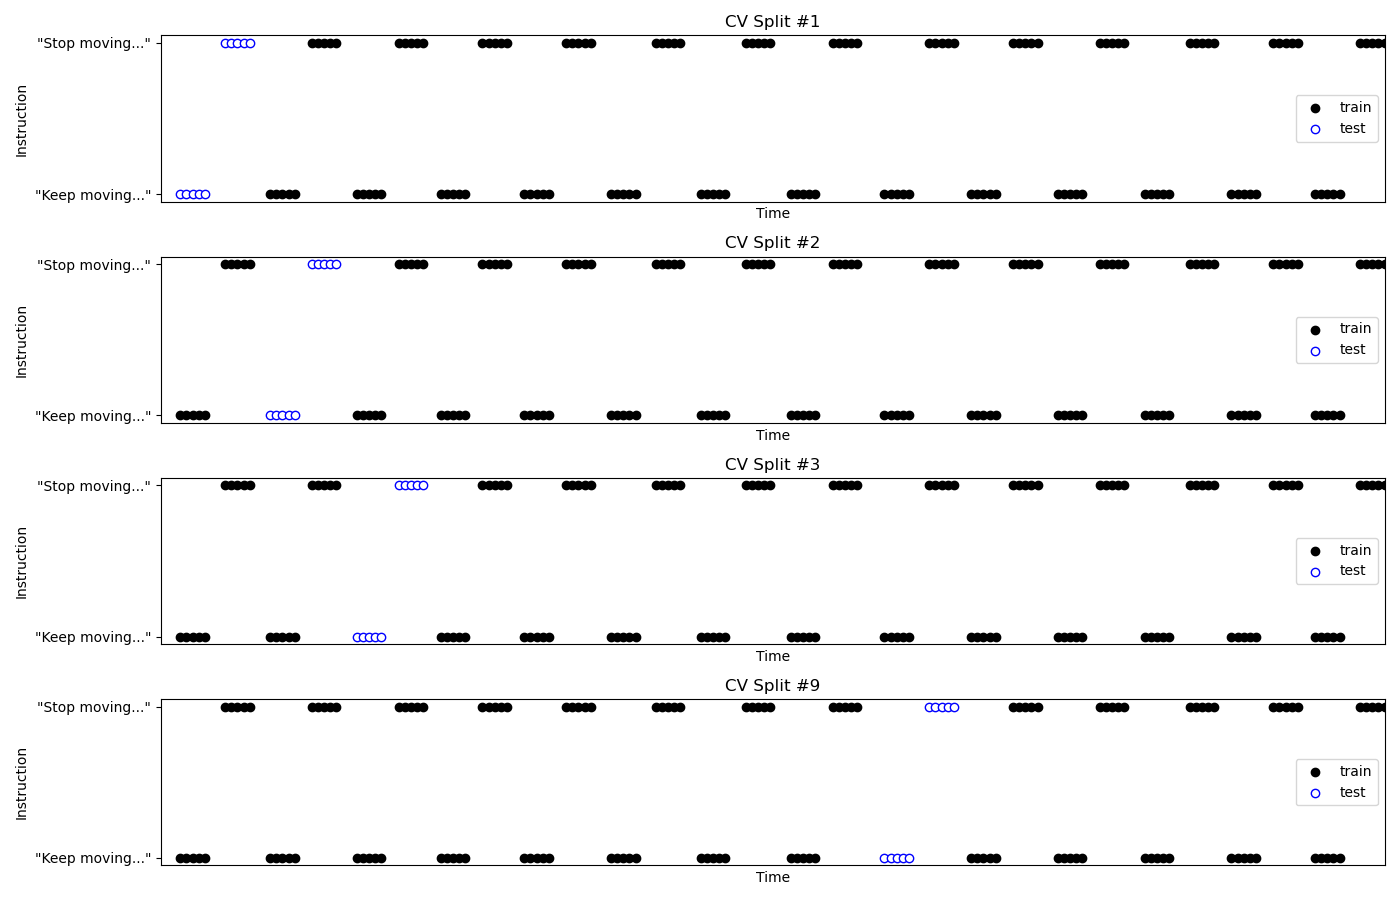 CV Split #1
"Stop moving..."
Instruction
train
test
"Keep moving..."
Time
CV Split #2
"Stop moving..."
Instruction
train
test
"Keep moving..."
Time
CV Split #3
"Stop moving..."
Instruction
train
test
"Keep moving..."
Time
CV Split #9
"Stop moving..."
Instruction
train
test
"Keep moving..."
Time